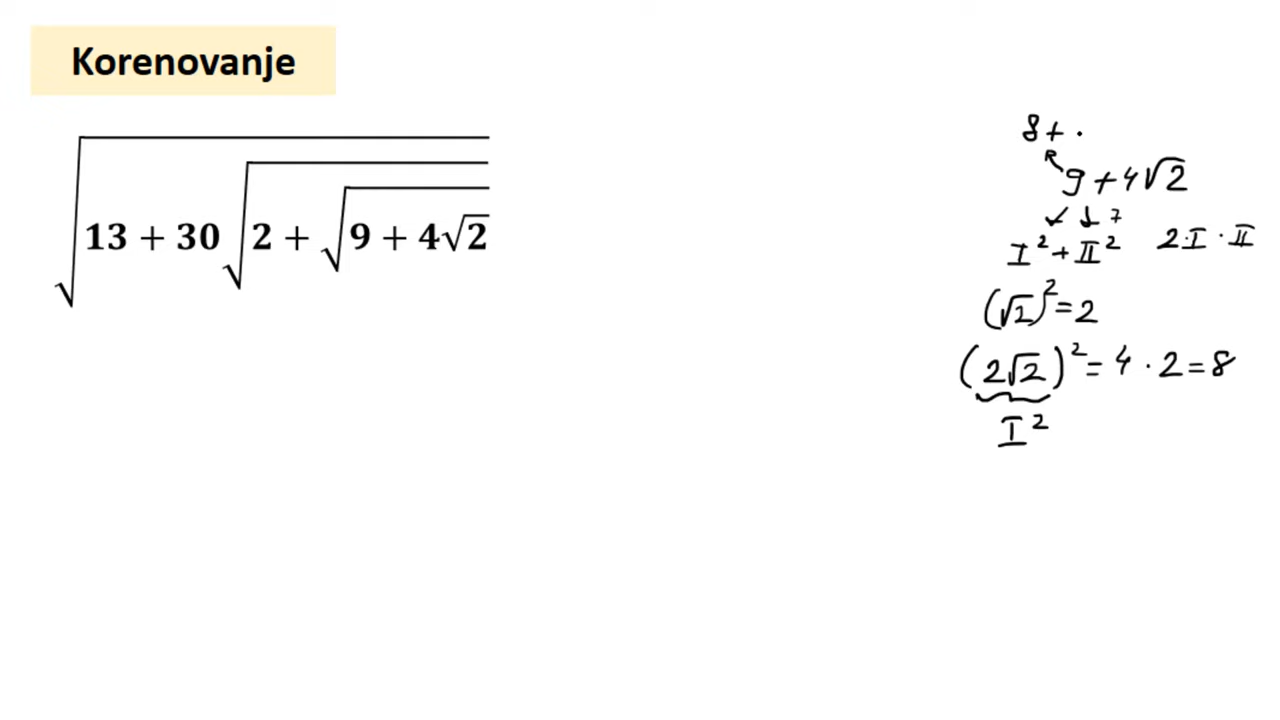 Korenovanje
√(13 + 30√(2 + √(9 + 4√2)))
8 + .
9 + 4√2
I² + II² 2·I·II
(√2)² = 2
(2√2)² = 4 · 2 = 8
I²